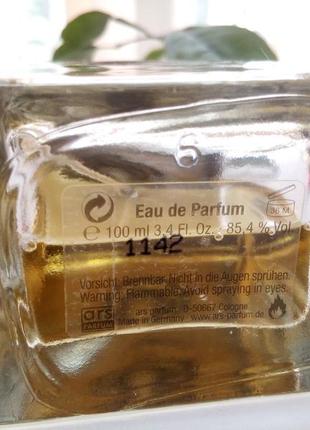 6
Eau de Parfum
36 M
℮ 100 ml 3,4 Fl. Oz. 85,4 % Vol
1142
Vorsicht: Brennbar. Nicht in die Augen sprühen.
Warning: Flammable. Avoid spraying in eyes.
ars
PARFUM
ars parfum D-50667 Cologne
Made in Germany www.ars-parfum.de